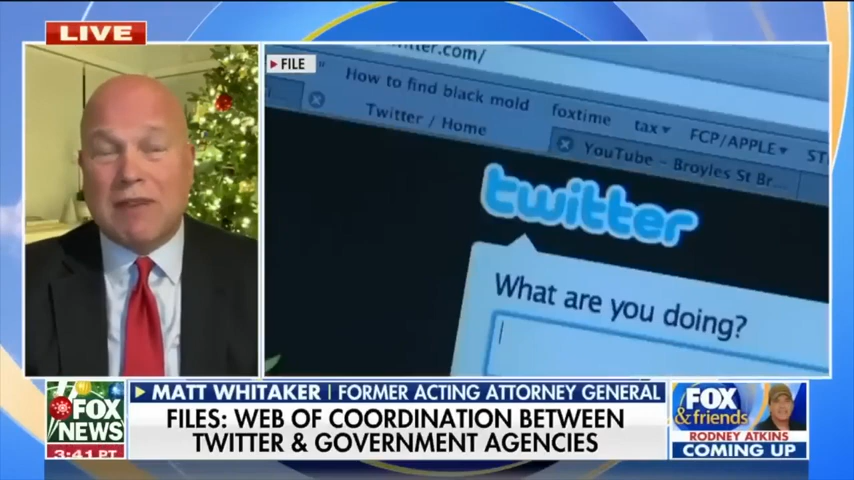 LIVE
FILE
twitter.com/
How to find black mold
foxtime
tax
FCP/APPLE
Twitter / Home
YouTube - Broyles St Br...
twitter
What are you doing?
MATT WHITAKER | FORMER ACTING ATTORNEY GENERAL
FILES: WEB OF COORDINATION BETWEEN
TWITTER & GOVERNMENT AGENCIES
FOX
NEWS
3:41 PT
FOX
&friends
RODNEY ATKINS
COMING UP